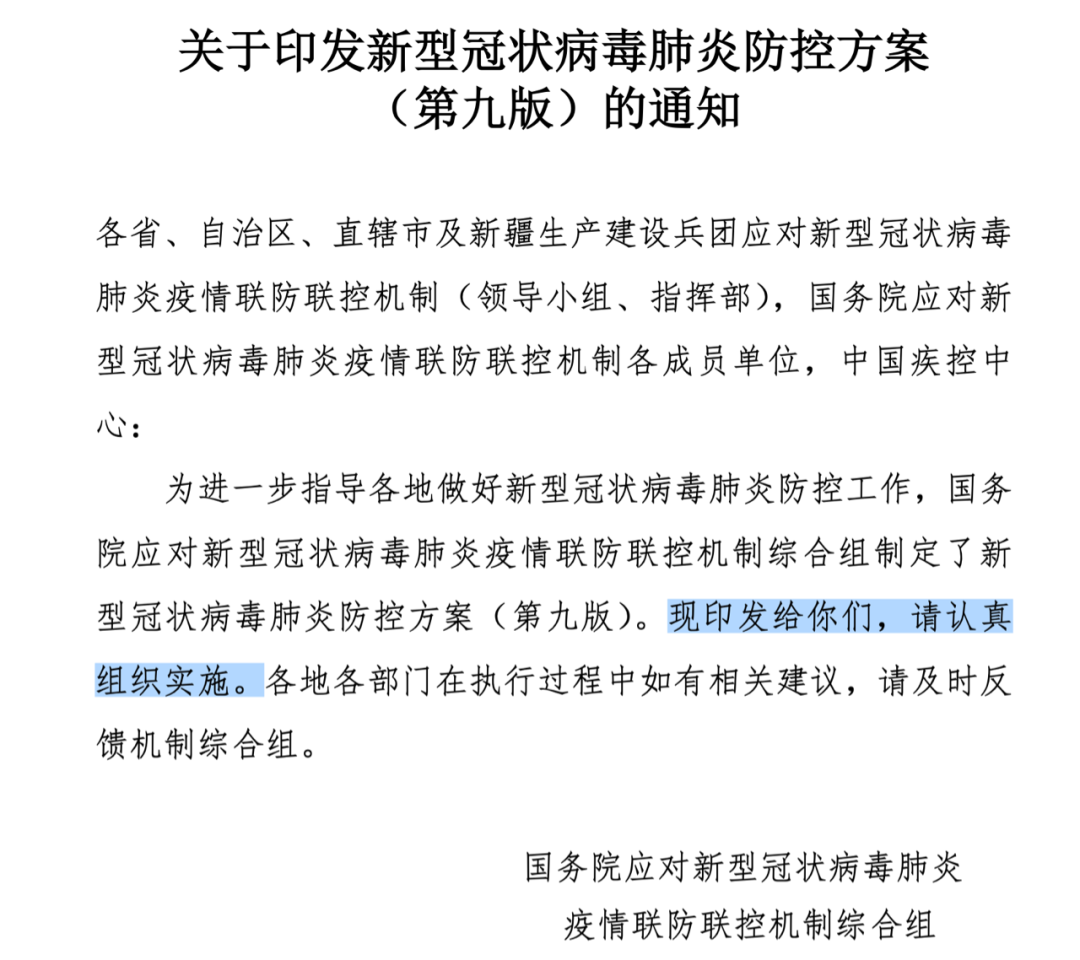 关于印发新型冠状病毒肺炎防控方案
（第九版）的通知
各省、自治区、直辖市及新疆生产建设兵团应对新型冠状病毒
肺炎疫情联防联控机制（领导小组、指挥部），国务院应对新
型冠状病毒肺炎疫情联防联控机制各成员单位，中国疾控中
心：
为进一步指导各地做好新型冠状病毒肺炎防控工作，国务
院应对新型冠状病毒肺炎疫情联防联控机制综合组制定了新
型冠状病毒肺炎防控方案（第九版）。现印发给你们，请认真
组织实施。各地各部门在执行过程中如有相关建议，请及时反
馈机制综合组。
国务院应对新型冠状病毒肺炎
疫情联防联控机制综合组